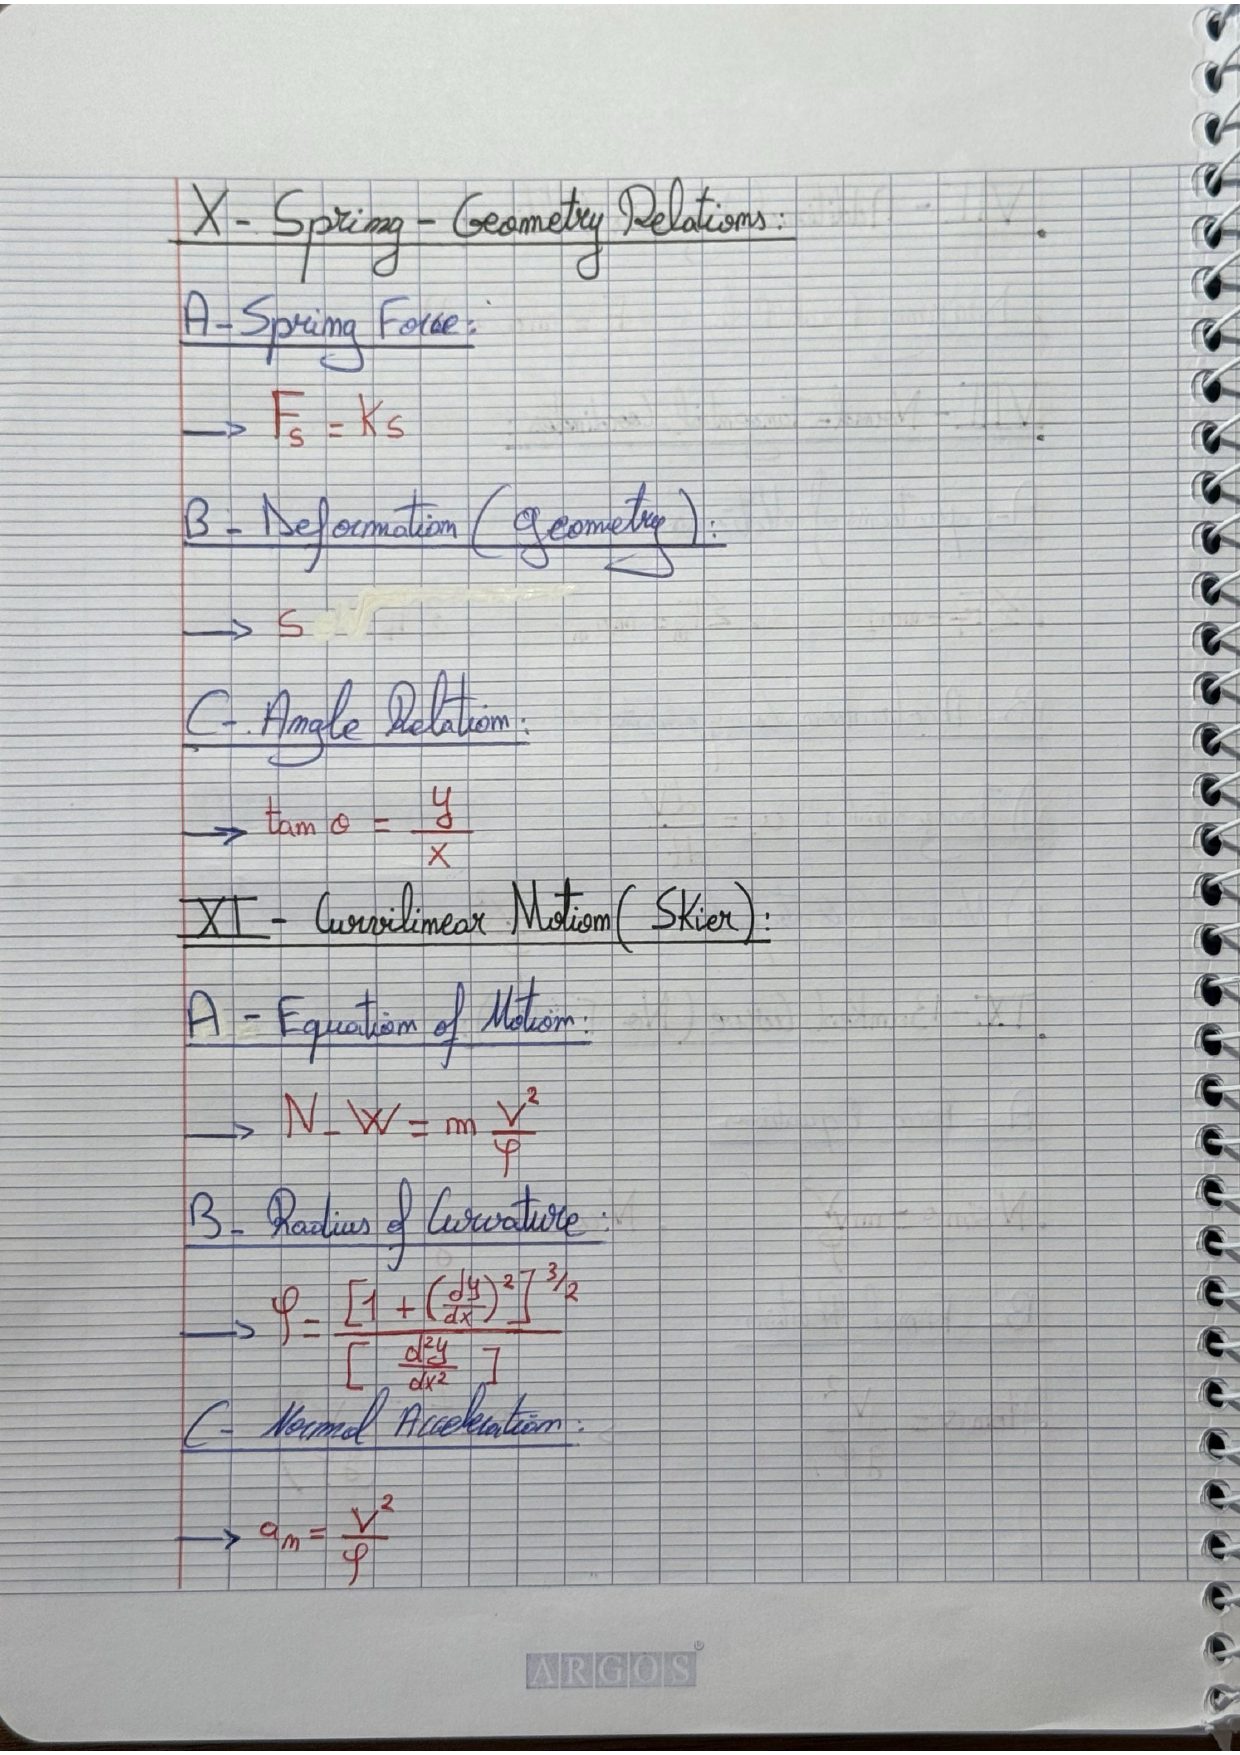 X- Spring - Geometry Relations:
A- Spring Force:
→ Fs = Ks
B - Deformation (geometry):
→ s
C- Angle Relation:
→ tan θ = y/x
XI - Curvilinear Motion (Skier):
A - Equation of Motion:
→ N - W = m V²/φ
B - Radius of Curvature:
→ φ = [1 + (dy/dx)²]^3/2 / [d²y/dx²]
C- Normal Acceleration:
→ an = V²/φ
ARGOS®